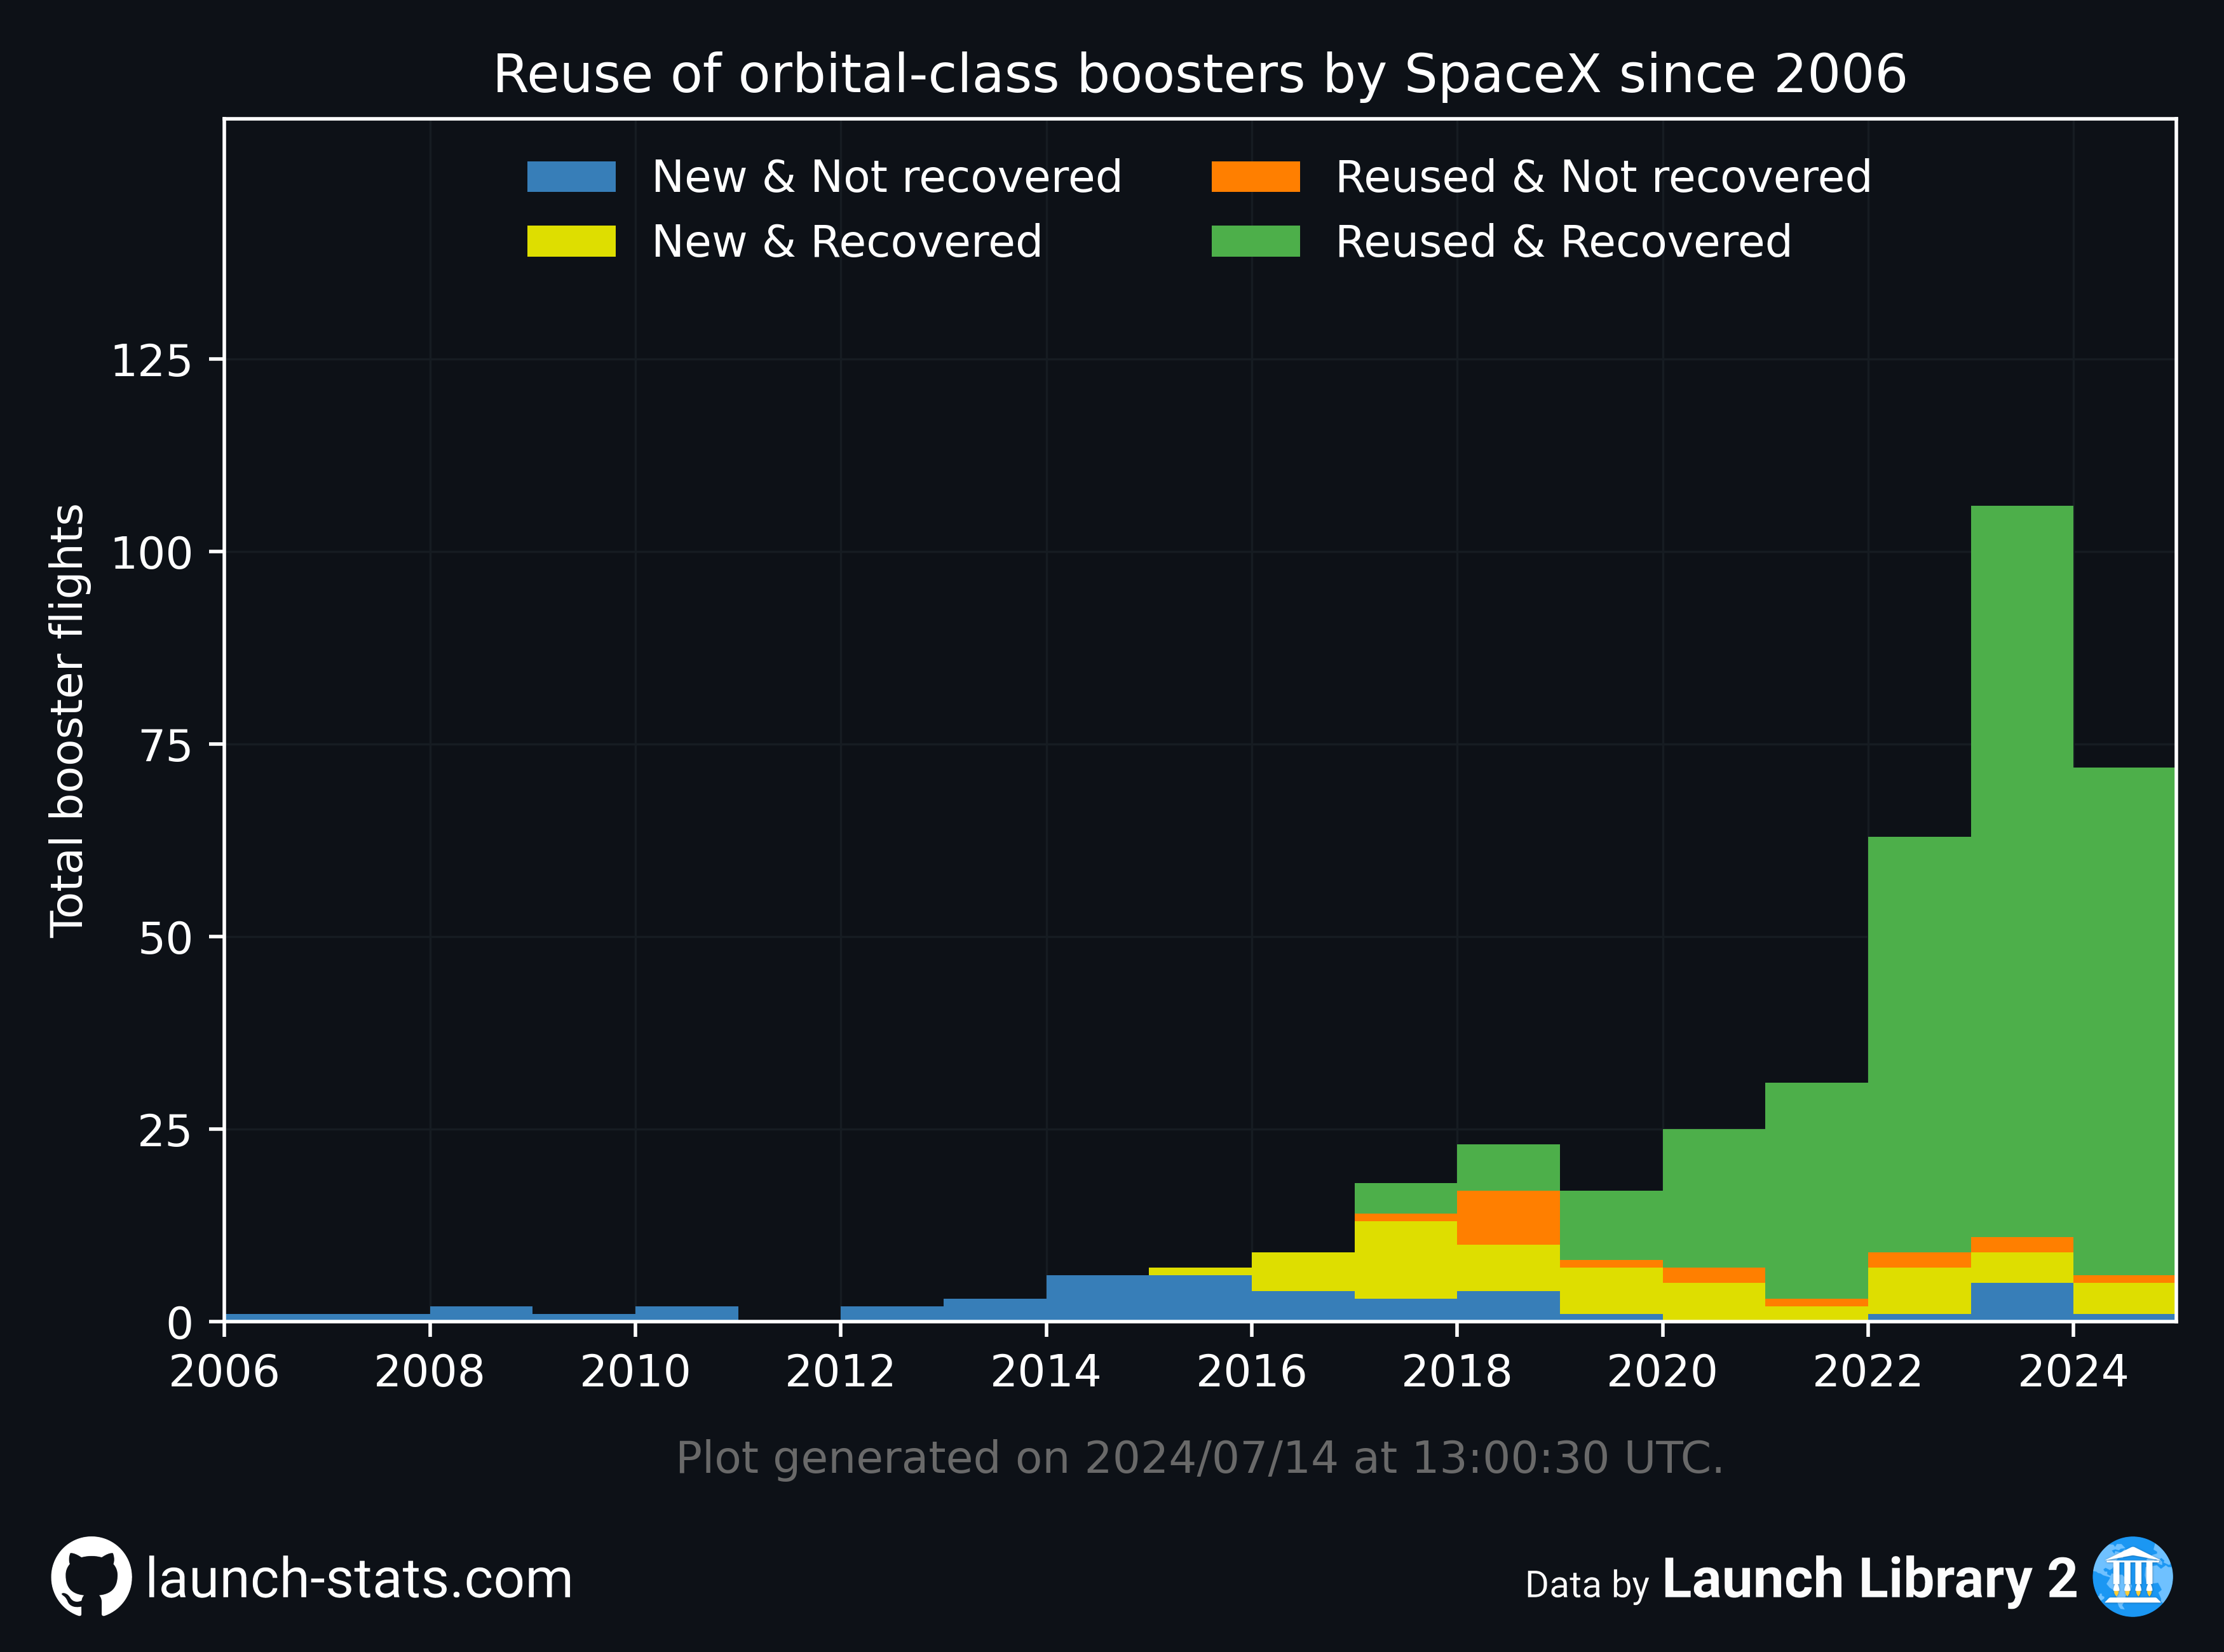 Reuse of orbital-class boosters by SpaceX since 2006
New & Not recovered
New & Recovered
Reused & Not recovered
Reused & Recovered
Total booster flights
125
100
75
50
25
0
2006 2008 2010 2012 2014 2016 2018 2020 2022 2024
Plot generated on 2024/07/14 at 13:00:30 UTC.
launch-stats.com
Data by Launch Library 2